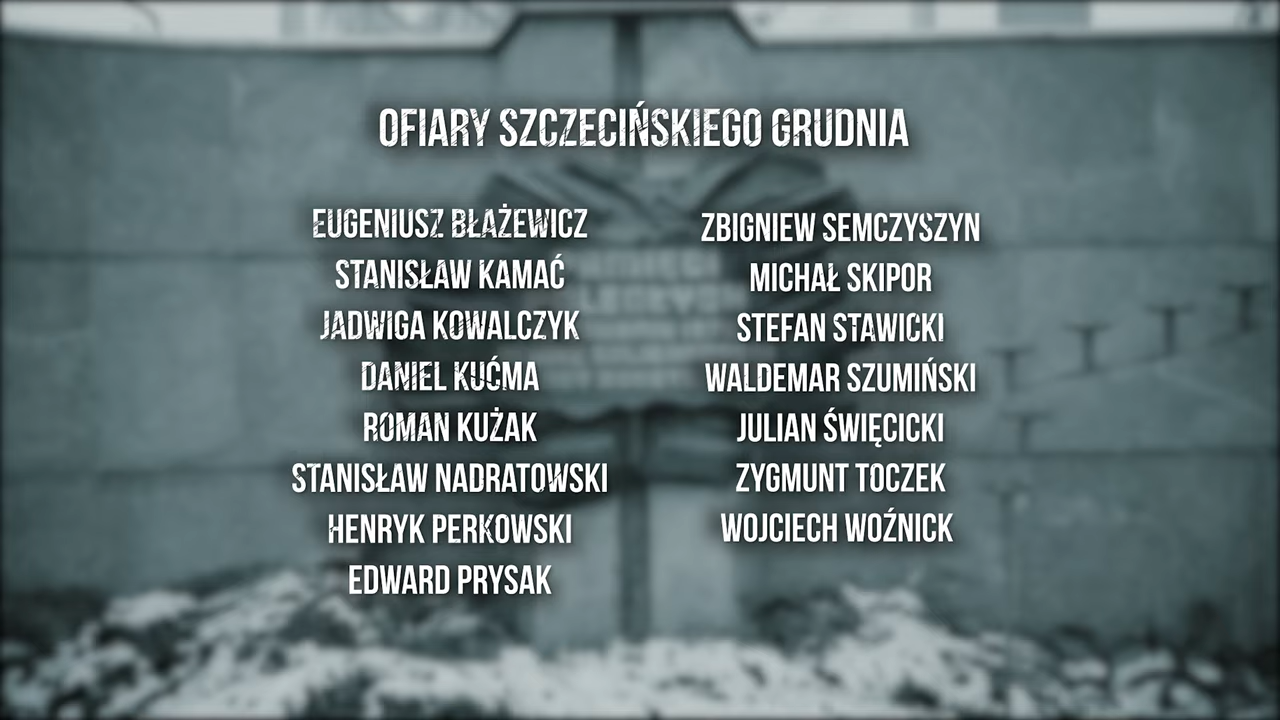 OFIARY SZCZECIŃSKIEGO GRUDNIA
EUGENIUSZ BŁAŻEWICZ
STANISŁAW KAMAĆ
JADWIGA KOWALCZYK
DANIEL KUĆMA
ROMAN KUŻAK
STANISŁAW NADRATOWSKI
HENRYK PERKOWSKI
EDWARD PRYSAK
ZBIGNIEW SEMCZYSZYN
MICHAŁ SKIPOR
STEFAN STAWICKI
WALDEMAR SZUMIŃSKI
JULIAN ŚWIĘCICKI
ZYGMUNT TOCZEK
WOJCIECH WOŹNICK